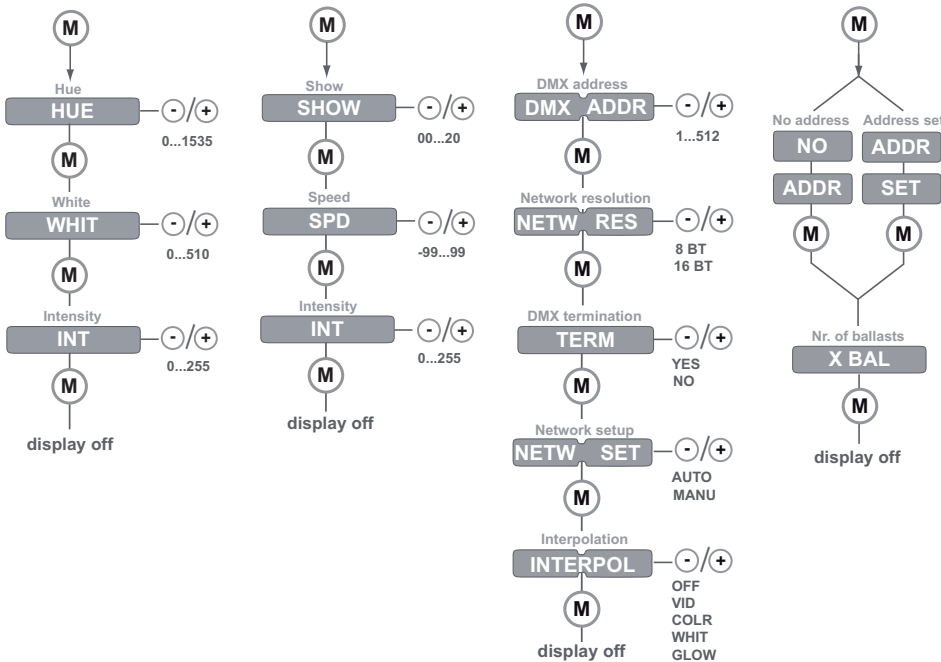 M
Hue
HUE
- / +
0...1535
M
White
WHIT
- / +
0...510
M
Intensity
INT
- / +
0...255
M
display off
M
Show
SHOW
- / +
00...20
M
Speed
SPD
- / +
-99...99
M
Intensity
INT
- / +
0...255
M
display off
M
DMX address
DMX ADDR
- / +
1...512
M
Network resolution
NETW RES
- / +
8 BT
16 BT
M
DMX termination
TERM
- / +
YES
NO
M
Network setup
NETW SET
- / +
AUTO
MANU
M
Interpolation
INTERPOL
- / +
OFF
VID
COLR
WHIT
GLOW
M
display off
M
No address
NO
ADDR
M
Address set
ADDR
SET
M
Nr. of ballasts
X BAL
M
display off